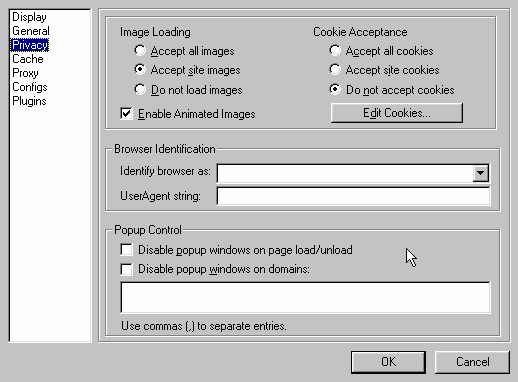 Display
General
Privacy
Cache
Proxy
Configs
Plugins
Image Loading
Accept all images
Accept site images
Do not load images
Enable Animated Images
Cookie Acceptance
Accept all cookies
Accept site cookies
Do not accept cookies
Edit Cookies...
Browser Identification
Identify browser as:
UserAgent string:
Popup Control
Disable popup windows on page load/unload
Disable popup windows on domains:
Use commas (,) to separate entries.
OK
Cancel